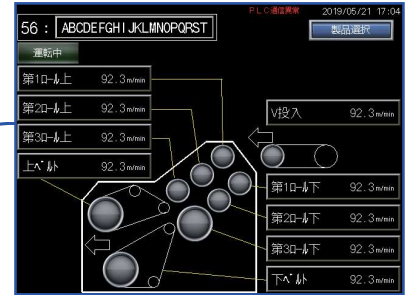 PLC通信異常 2019/05/21 17:04
56： ABCDEFGHIJKLMNOPQRST 製品選択
運転中
第1ﾛｰﾙ上 92.3m/min
第2ﾛｰﾙ上 92.3m/min
第3ﾛｰﾙ上 92.3m/min
上ﾍﾞﾙﾄ 92.3m/min
V投入 92.3m/min
第1ﾛｰﾙ下 92.3m/min
第2ﾛｰﾙ下 92.3m/min
第3ﾛｰﾙ下 92.3m/min
下ﾍﾞﾙﾄ 92.3m/min